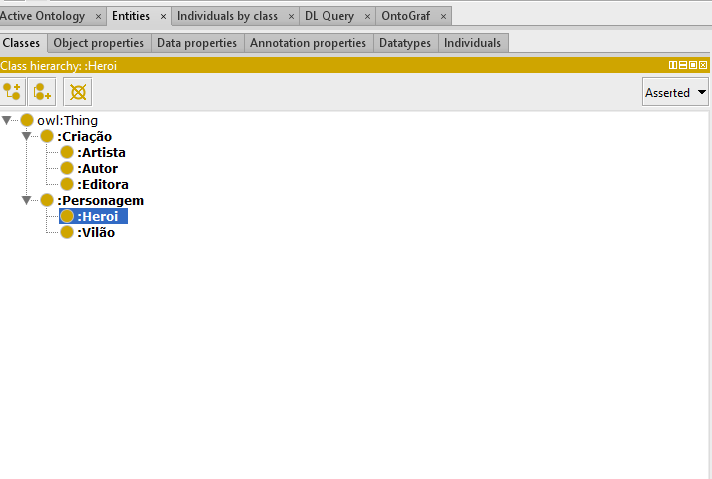 Active Ontology × Entities × Individuals by class × DL Query × OntoGraf ×
Classes Object properties Data properties Annotation properties Datatypes Individuals
Class hierarchy: :Heroi
Asserted
owl:Thing
:Criação
:Artista
:Autor
:Editora
:Personagem
:Heroi
:Vilão